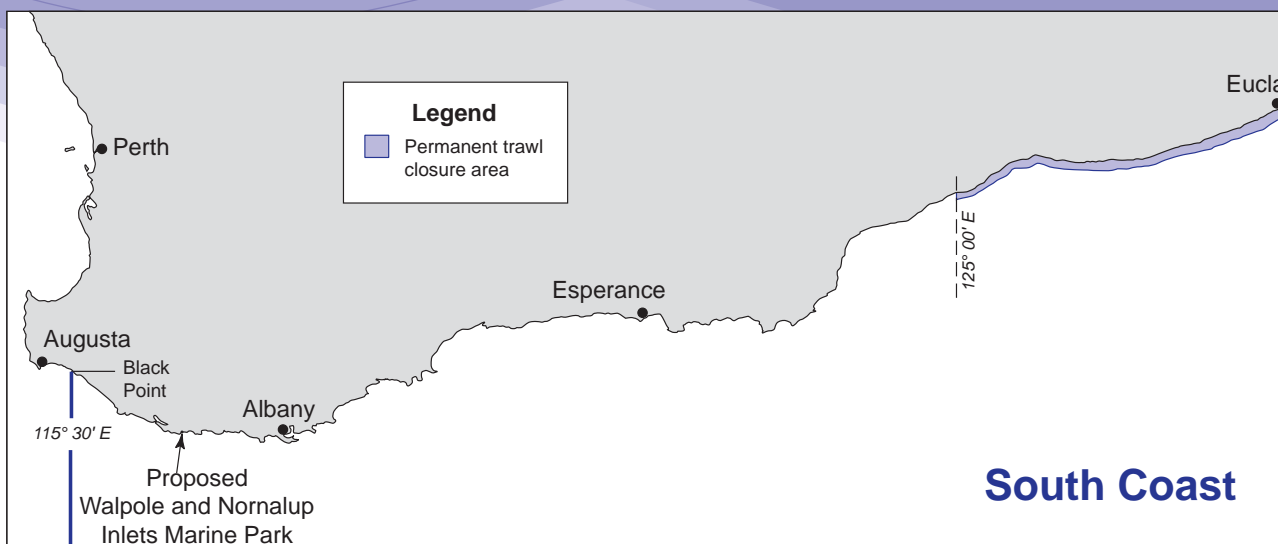 Eucla
Legend
Permanent trawl
closure area
Perth
125° 00' E
Esperance
Augusta
Black
Point
Albany
115° 30' E
Proposed
Walpole and Nornalup
Inlets Marine Park
South Coast